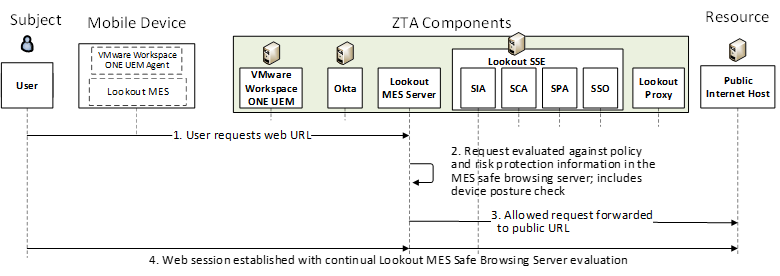 Subject
Mobile Device
ZTA Components
Resource
VMware Workspace
ONE UEM Agent
Lookout MES
User
VMware
Workspace
ONE UEM
Okta
Lookout
MES Server
Lookout SSE
SIA
SCA
SPA
SSO
Lookout
Proxy
Public
Internet Host
1. User requests web URL
2. Request evaluated against policy
and risk protection information in the
MES safe browsing server; includes
device posture check
3. Allowed request forwarded
to public URL
4. Web session established with continual Lookout MES Safe Browsing Server evaluation